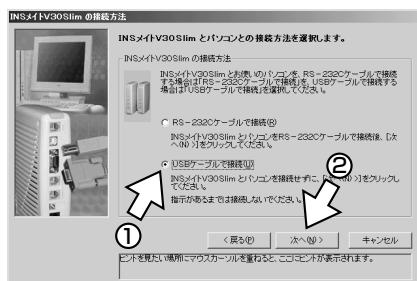 INSメイトV30Slim の接続方法
INSメイトV30Slim とパソコンとの接続方法を選択します。
INSメイトV30Slim の接続方法
INSメイトV30Slim とお使いのパソコンを、RS-232Cケーブルで接続
する場合は「RS-232Cケーブルで接続」を、USBケーブルで接続する
場合は「USBケーブルで接続」を選択してください。
RS-232Cケーブルで接続(R)
INSメイトV30Slim とパソコンをRS-232Cケーブルで接続後、[次
へ(N) >]をクリックしてください。
USBケーブルで接続(U)
INSメイトV30Slim とパソコンを接続せずに、[次へ(N) >]をクリックし
てください。
指示があるまでは接続しないでください。
①
②
< 戻る(P)
次へ(N) >
キャンセル
ヒントを見たい場所にマウスカーソルを重ねると、ここにヒントが表示されます。